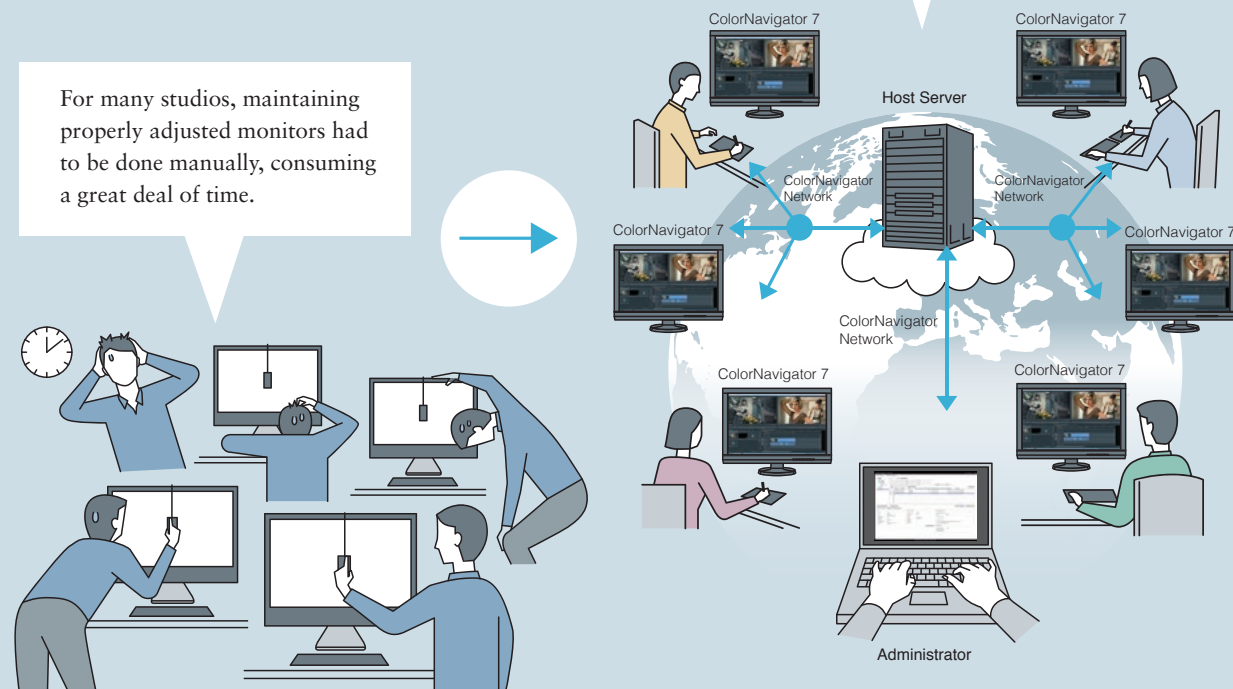 For many studios, maintaining
properly adjusted monitors had
to be done manually, consuming
a great deal of time.
ColorNavigator 7
ColorNavigator 7
Host Server
ColorNavigator
Network
ColorNavigator
Network
ColorNavigator 7
ColorNavigator 7
ColorNavigator
Network
ColorNavigator 7
ColorNavigator 7
Administrator